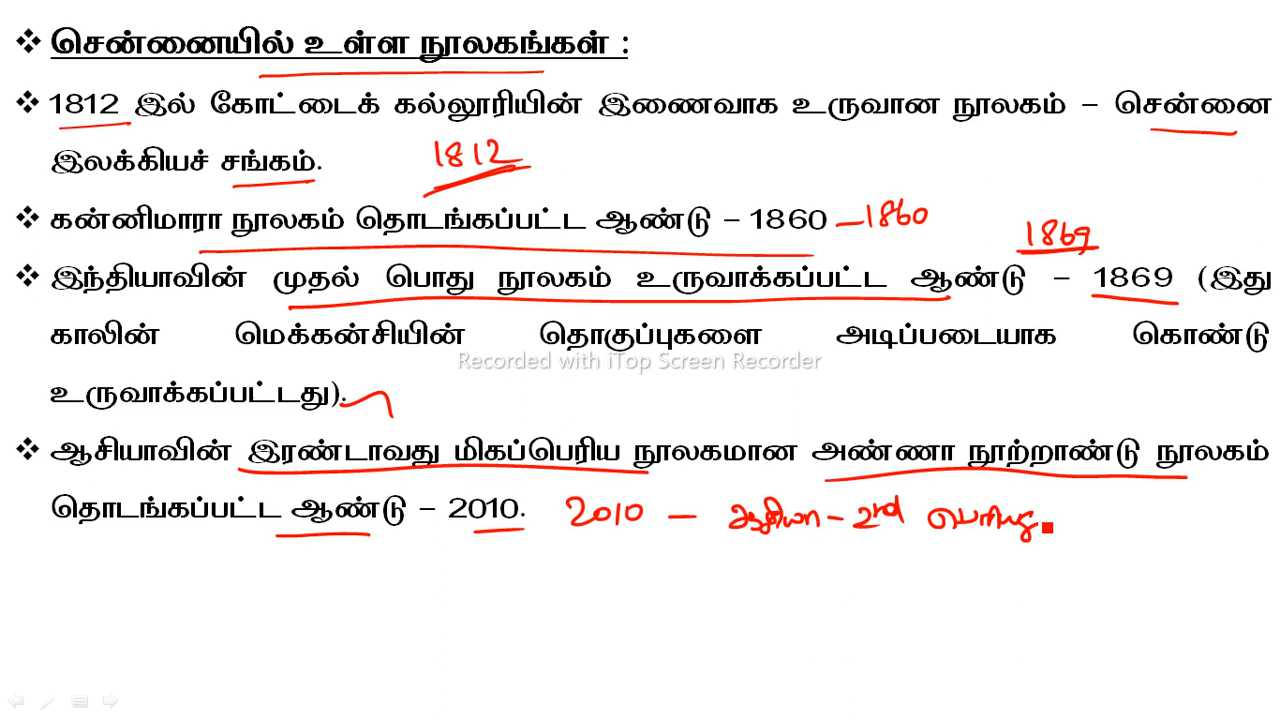 ❖ சென்னையில் உள்ள நூலகங்கள் :
❖ 1812 இல் கோட்டைக் கல்லூரியின் இணைவாக உருவான நூலகம் – சென்னை
இலக்கியச் சங்கம்.
1812
❖ கன்னிமாரா நூலகம் தொடங்கப்பட்ட ஆண்டு – 1860 – 1860
1869
❖ இந்தியாவின் முதல் பொது நூலகம் உருவாக்கப்பட்ட ஆண்டு – 1869 (இது
காலின் மெக்கன்சியின் தொகுப்புகளை அடிப்படையாக கொண்டு
Recorded with iTop Screen Recorder
உருவாக்கப்பட்டது).
❖ ஆசியாவின் இரண்டாவது மிகப்பெரிய நூலகமான அண்ணா நூற்றாண்டு நூலகம்
தொடங்கப்பட்ட ஆண்டு – 2010. 2010 – ஆசியா – 2nd பெரியது